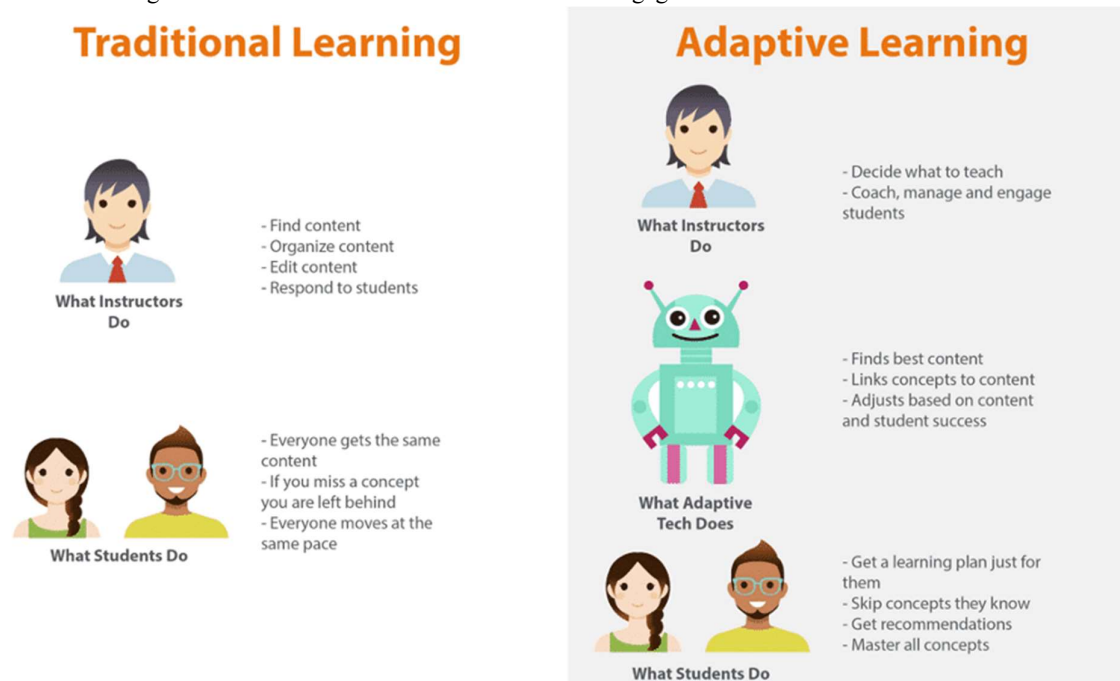 Traditional Learning
- Find content
- Organize content
- Edit content
- Respond to students
What Instructors
Do
- Everyone gets the same
content
- If you miss a concept
you are left behind
- Everyone moves at the
same pace
What Students Do
Adaptive Learning
- Decide what to teach
- Coach, manage and engage
students
What Instructors
Do
- Finds best content
- Links concepts to content
- Adjusts based on content
and student success
What Adaptive
Tech Does
- Get a learning plan just for
them
- Skip concepts they know
- Get recommendations
- Master all concepts
What Students Do